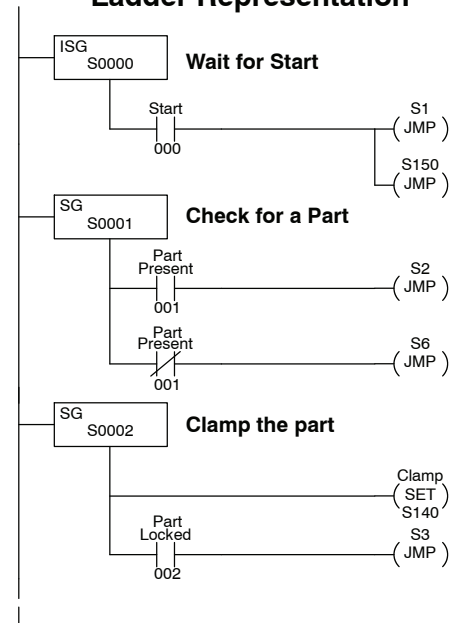 Ladder Representation
ISG
S0000
Wait for Start
Start
000
S1
JMP
S150
JMP
SG
S0001
Check for a Part
Part
Present
001
S2
JMP
Part
Present
001
S6
JMP
SG
S0002
Clamp the part
Clamp
SET
S140
Part
Locked
002
S3
JMP